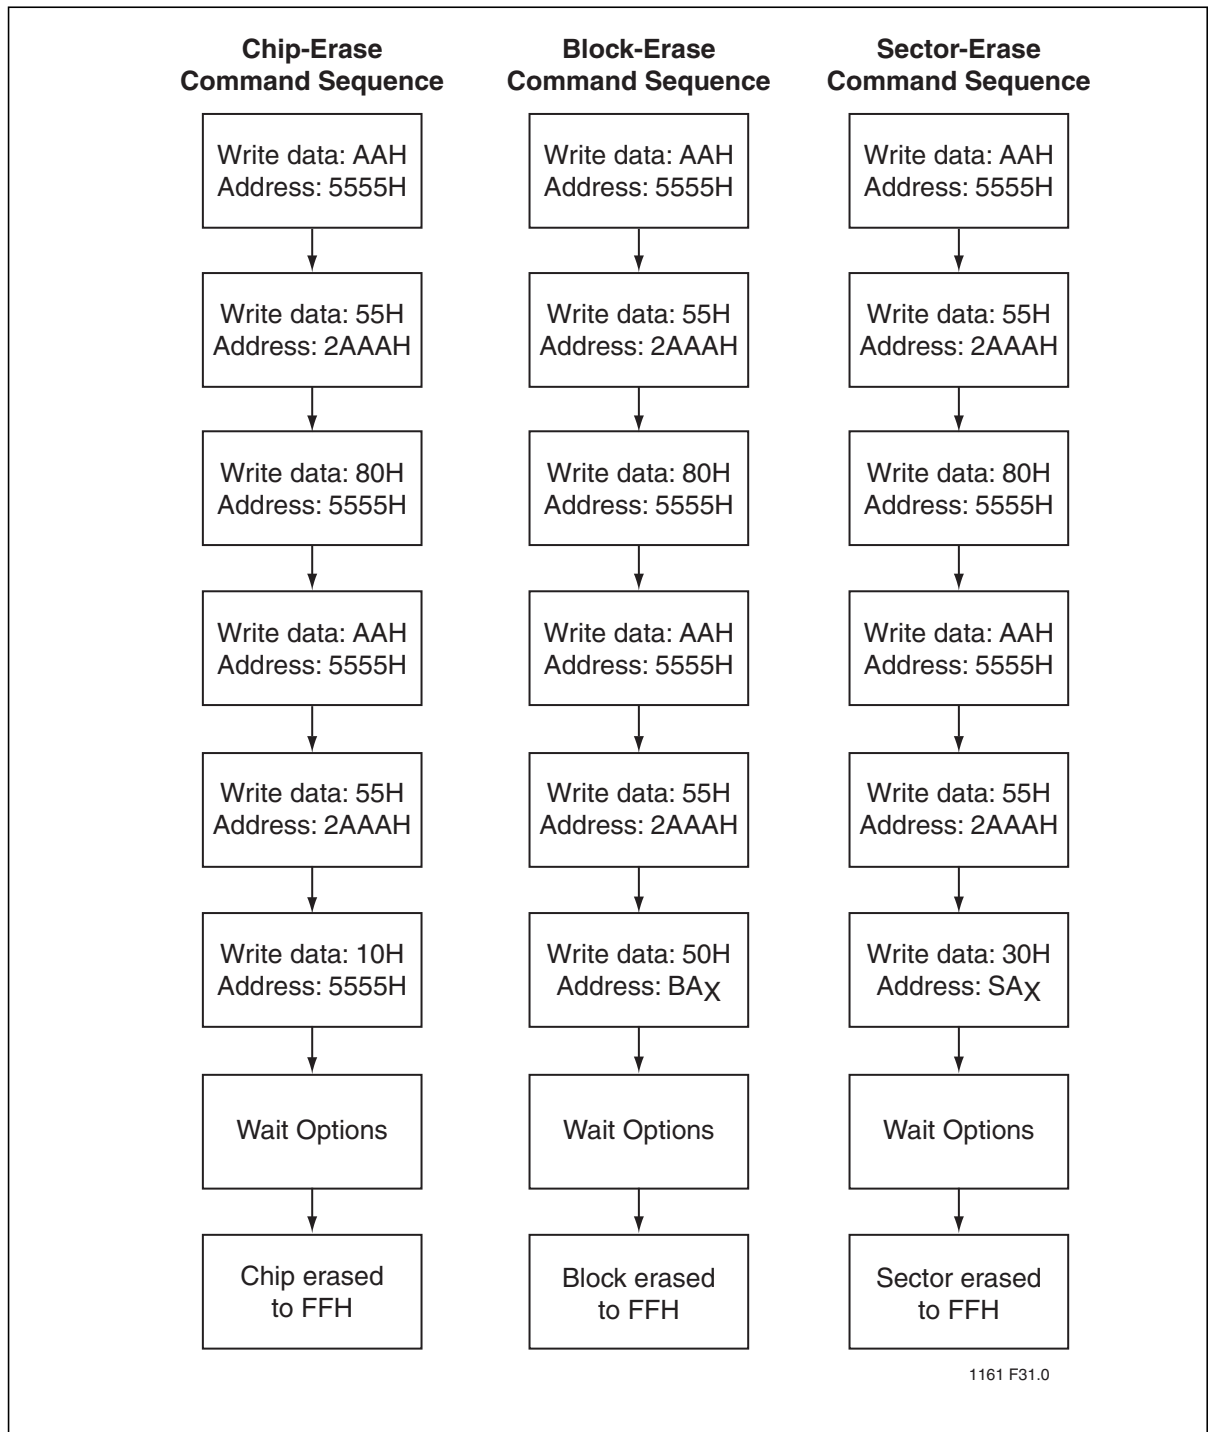 Chip-Erase
Command Sequence
Write data: AAH
Address: 5555H
Write data: 55H
Address: 2AAAH
Write data: 80H
Address: 5555H
Write data: AAH
Address: 5555H
Write data: 55H
Address: 2AAAH
Write data: 10H
Address: 5555H
Wait Options
Chip erased
to FFH
Block-Erase
Command Sequence
Write data: AAH
Address: 5555H
Write data: 55H
Address: 2AAAH
Write data: 80H
Address: 5555H
Write data: AAH
Address: 5555H
Write data: 55H
Address: 2AAAH
Write data: 50H
Address: BAX
Wait Options
Block erased
to FFH
Sector-Erase
Command Sequence
Write data: AAH
Address: 5555H
Write data: 55H
Address: 2AAAH
Write data: 80H
Address: 5555H
Write data: AAH
Address: 5555H
Write data: 55H
Address: 2AAAH
Write data: 30H
Address: SAX
Wait Options
Sector erased
to FFH
1161 F31.0